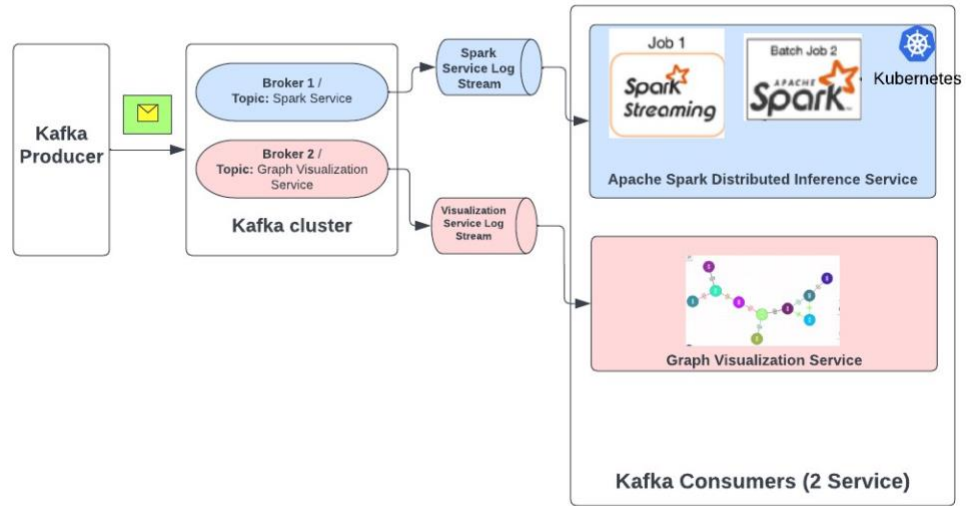 Kafka
Producer
Broker 1 /
Topic: Spark Service
Broker 2 /
Topic: Graph Visualization
Service
Kafka cluster
Spark
Service Log
Stream
Visualization
Service Log
Stream
Job 1
Spark
Streaming
Batch Job 2
APACHE
Spark
Kubernetes
Apache Spark Distributed Inference Service
Graph Visualization Service
Kafka Consumers (2 Service)